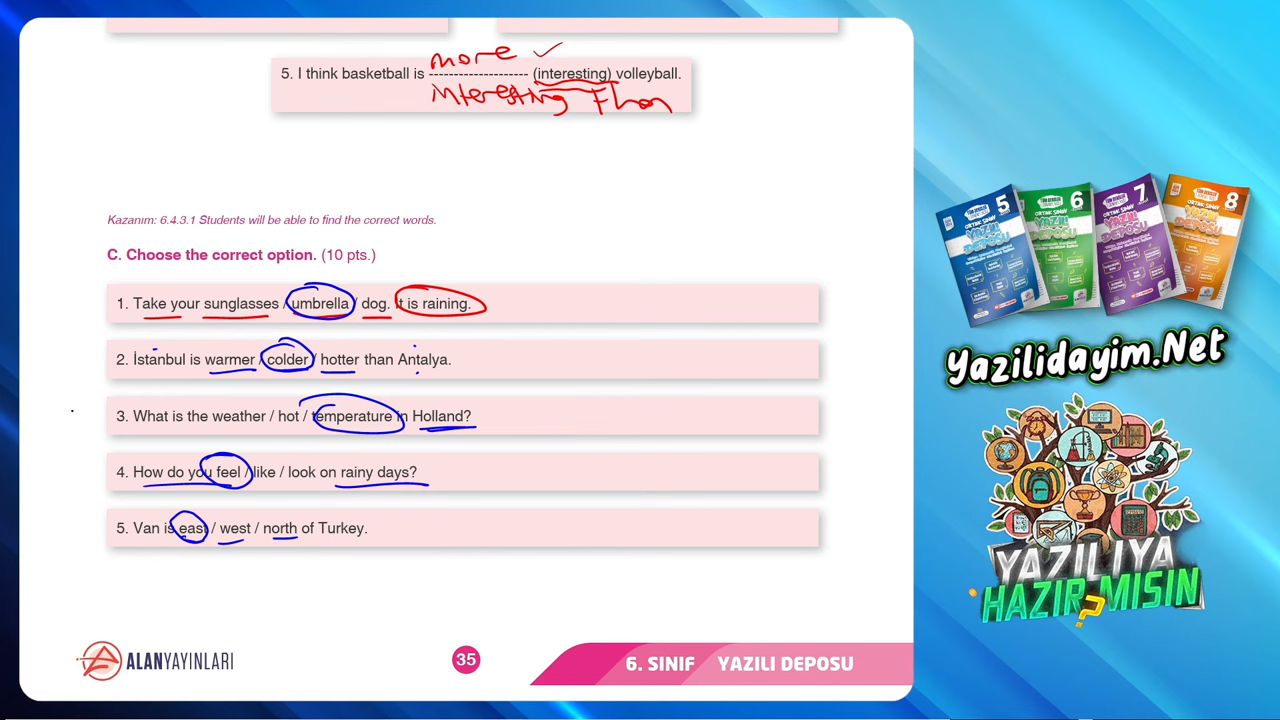 more ✓
5. I think basketball is -------------------- (interesting) volleyball.
interesting than
Kazanım: 6.4.3.1 Students will be able to find the correct words.
C. Choose the correct option. (10 pts.)
1. Take your sunglasses / umbrella / dog. It is raining.
2. İstanbul is warmer / colder / hotter than Antalya.
3. What is the weather / hot / temperature in Holland?
4. How do you feel / like / look on rainy days?
5. Van is east / west / north of Turkey.
ALANYAYINLARI
35
6. SINIF YAZILI DEPOSU
5
6
7
8
ORTAK SINAV
YAZILI
DEPOSU
Yazilidayim.Net
YAZILIYA
HAZIR MISIN?